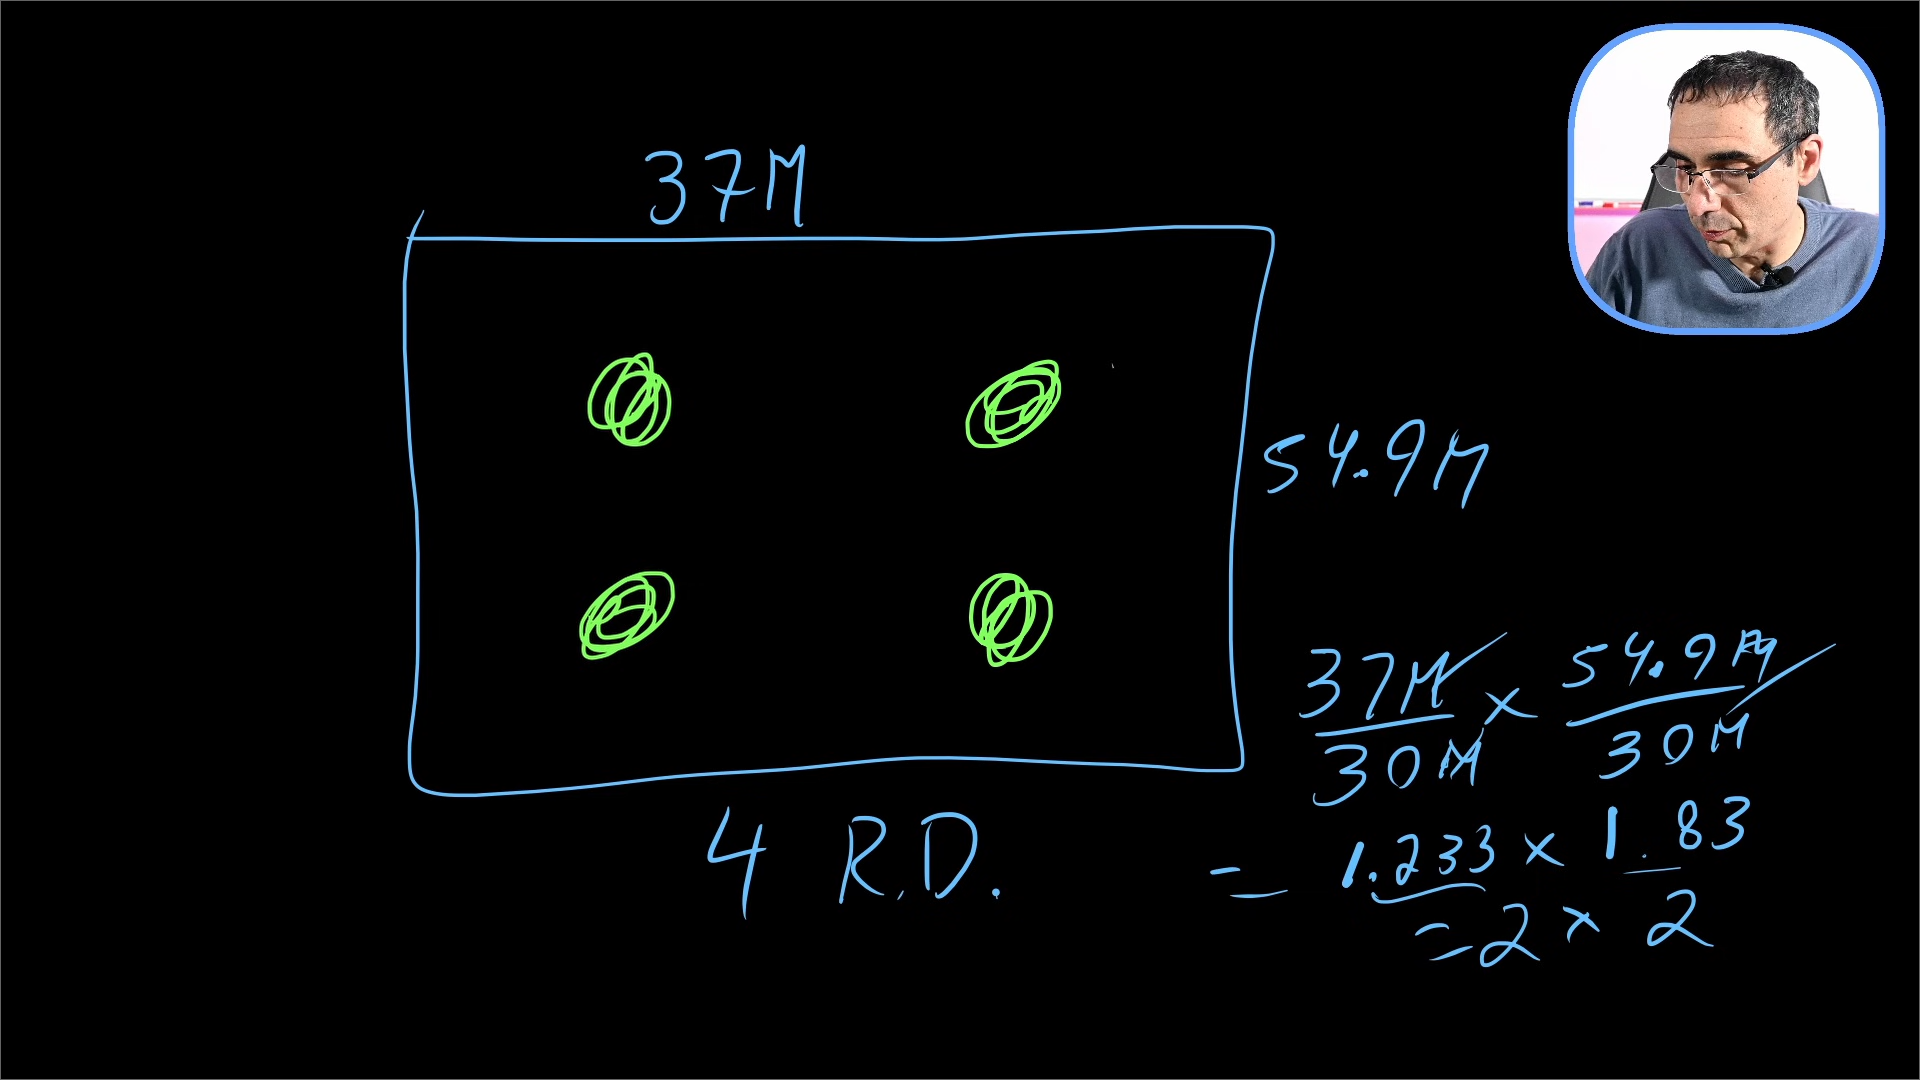 37M
54.9M
37M/30M × 54.9M/30M
= 1.233 × 1.83
= 2 × 2
4 R.D.